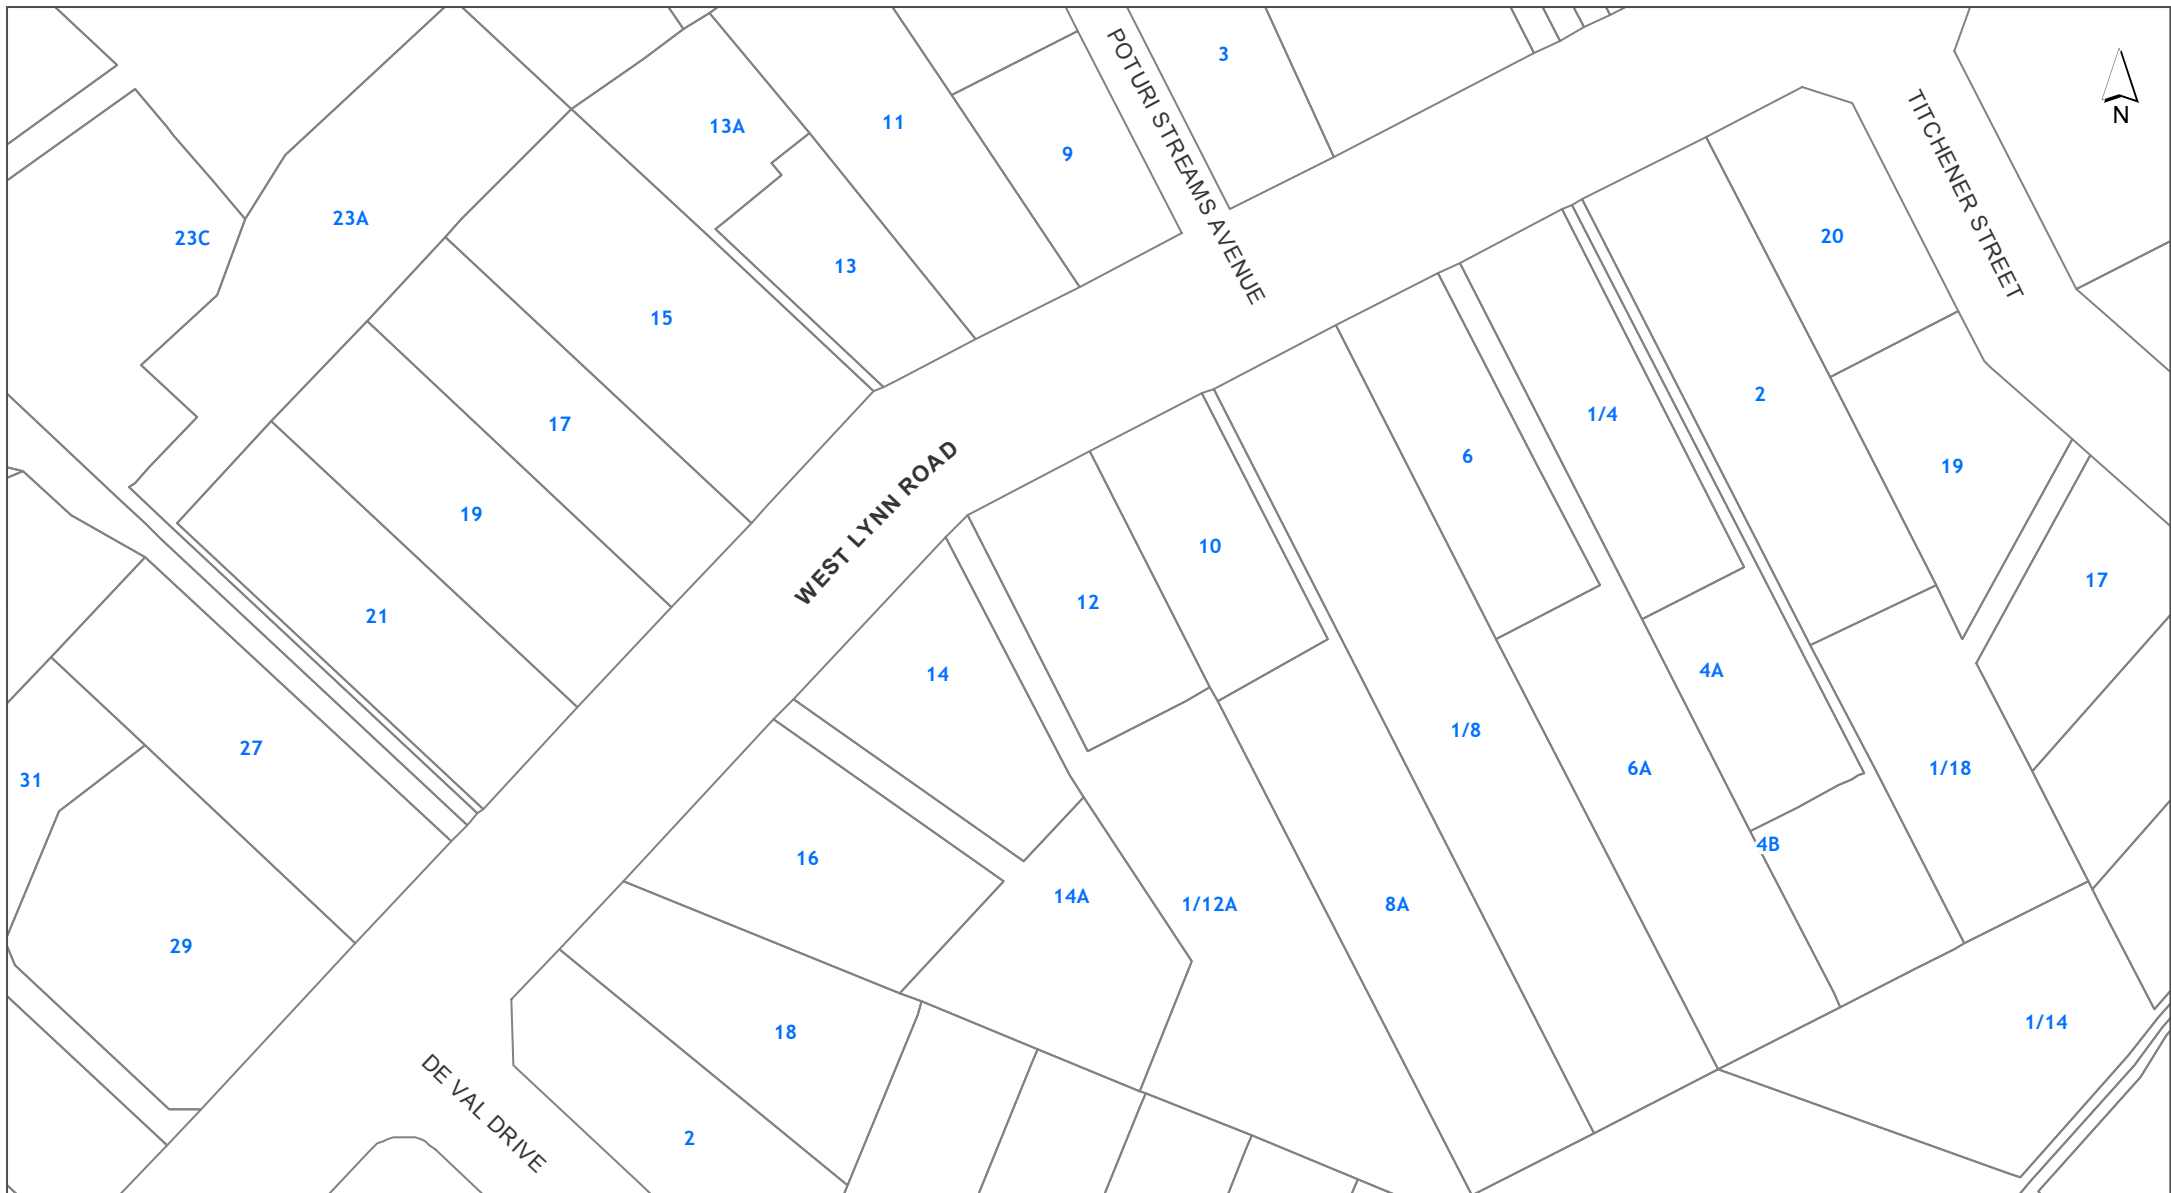 3
POTURI STREAMS AVENUE
TITCHENER STREET
N
13A
11
9
23C
23A
20
13
15
2
1/4
17
6
19
WEST LYNN ROAD
19
10
17
12
21
14
4A
27
1/8
6A
1/18
31
4B
16
14A
1/12A
8A
29
18
1/14
DE VAL DRIVE
2